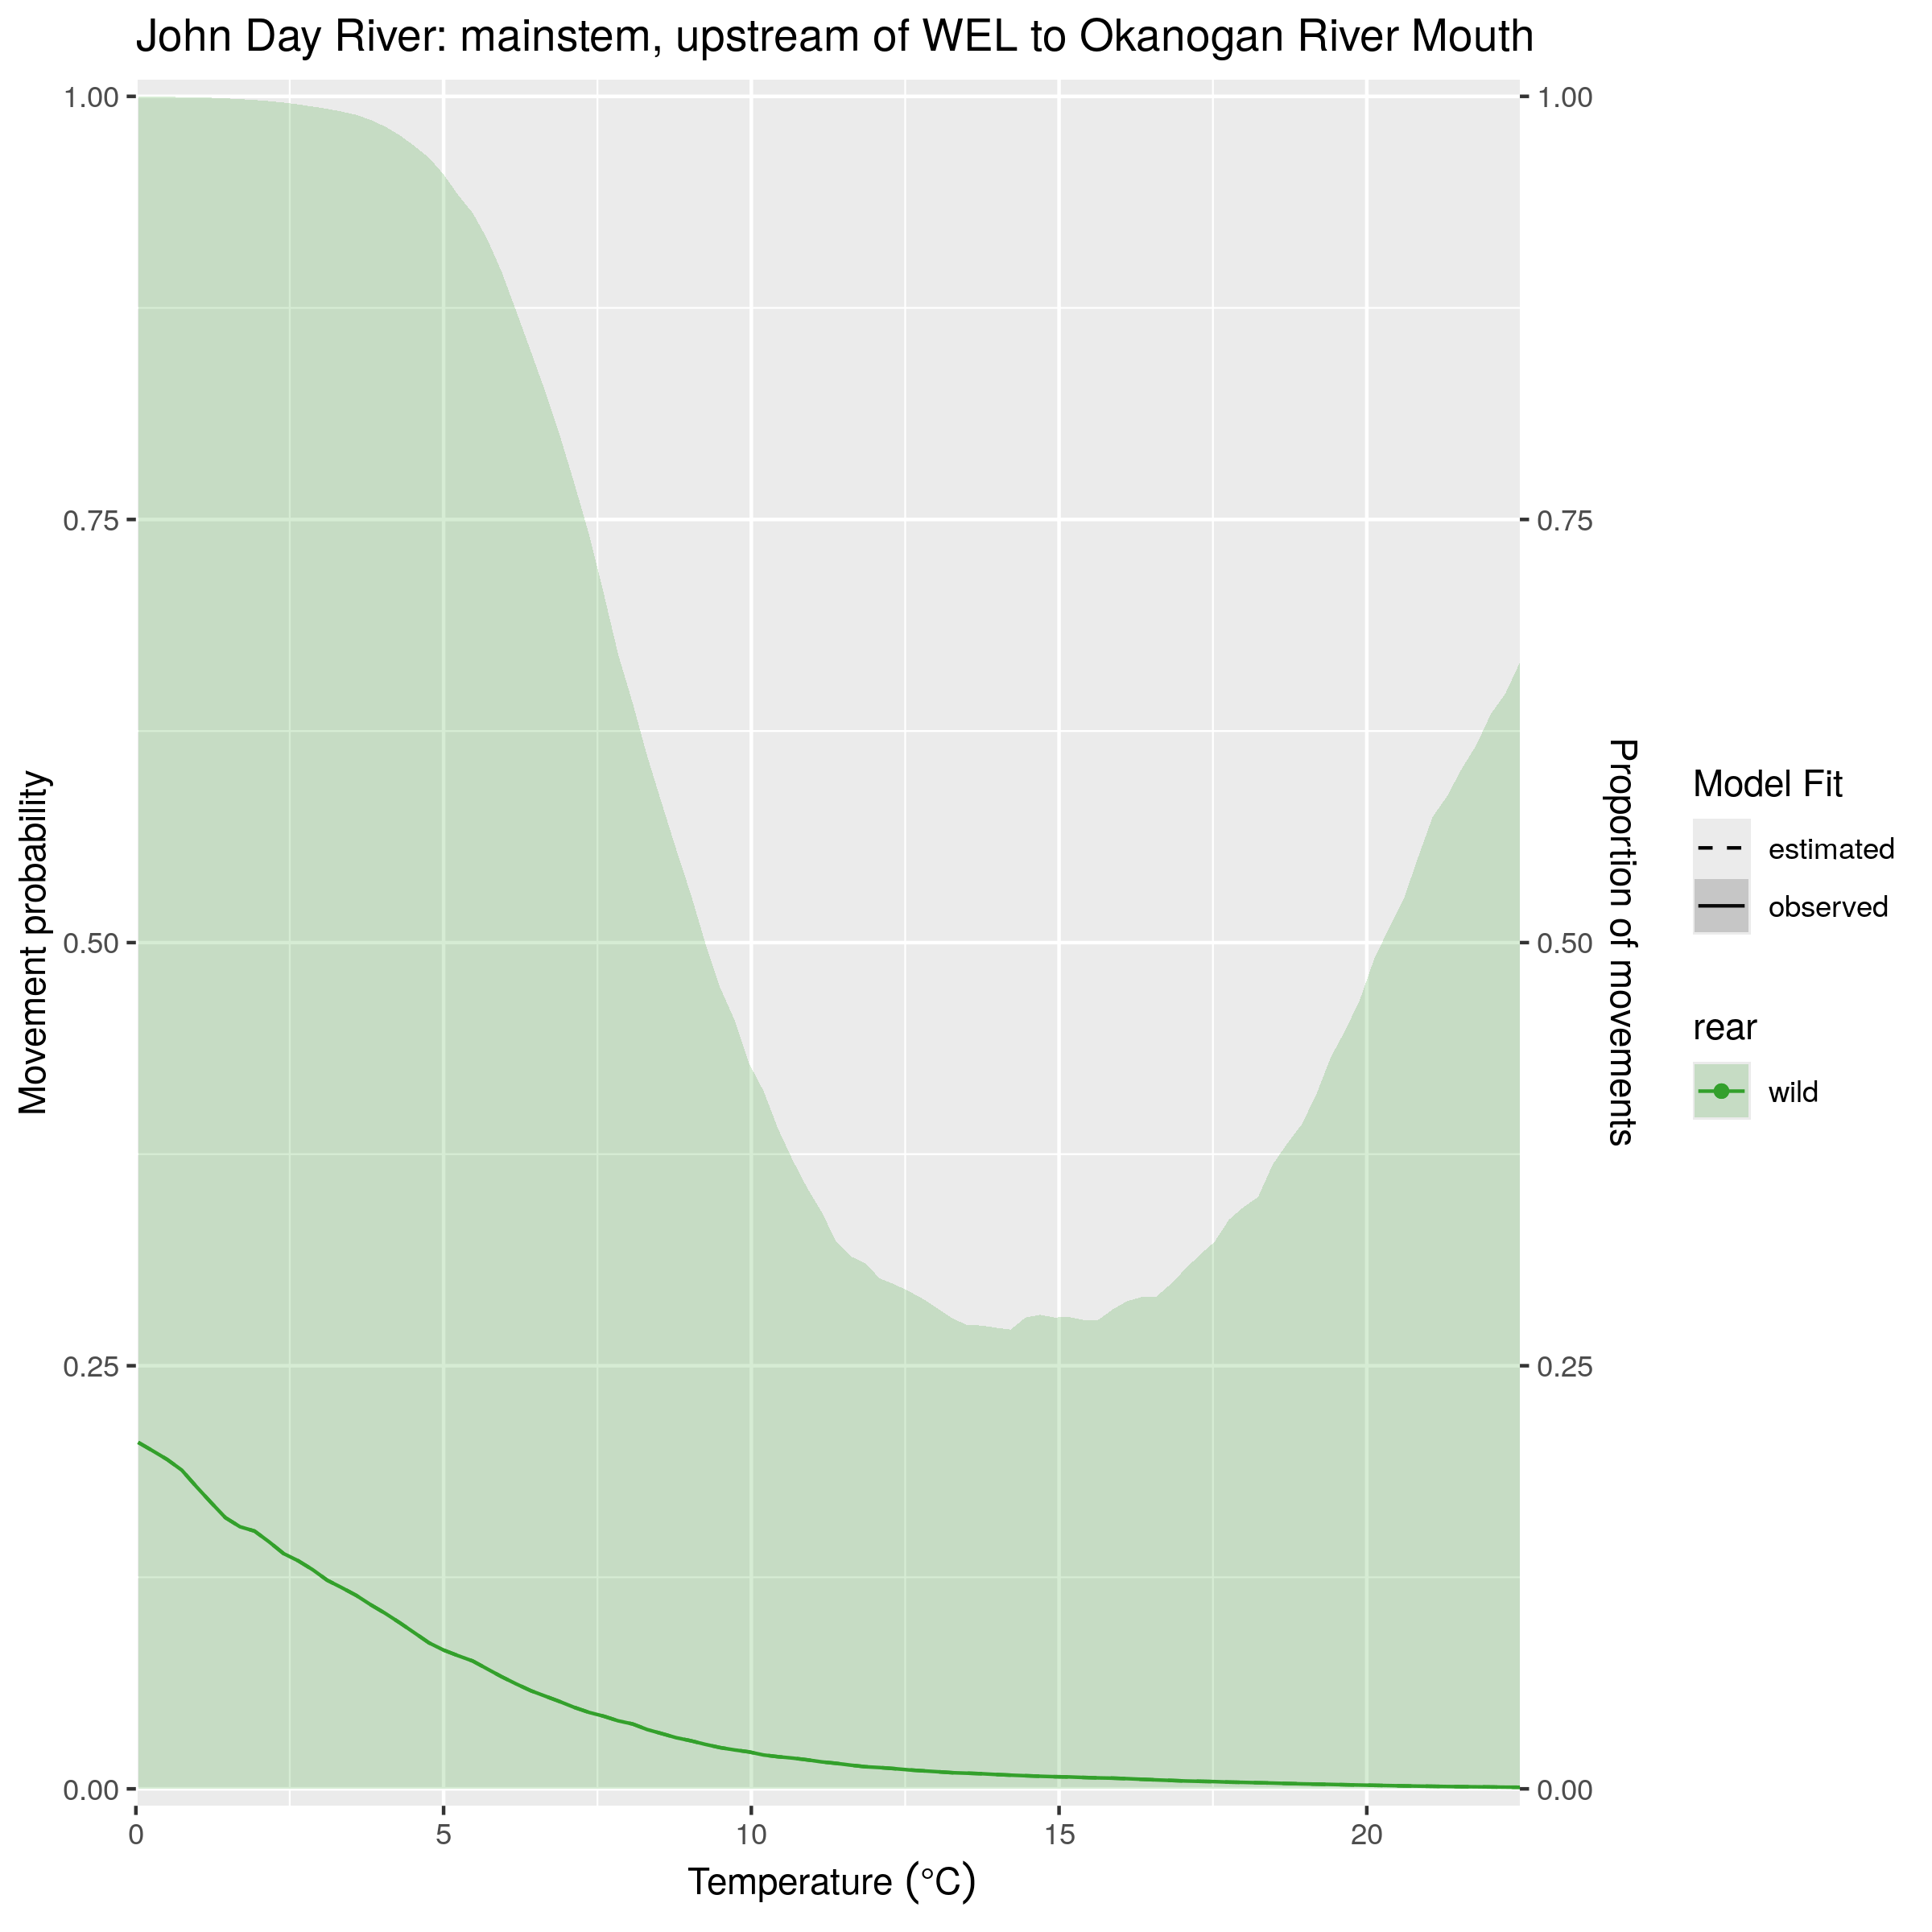 John Day River: mainstem, upstream of WEL to Okanogan River Mouth
Movement probability
1.00
0.75
0.50
0.25
0.00
0
5
10
15
20
Temperature (°C)
1.00
0.75
0.50
0.25
0.00
Proportion of movements
Model Fit
estimated
observed
rear
wild